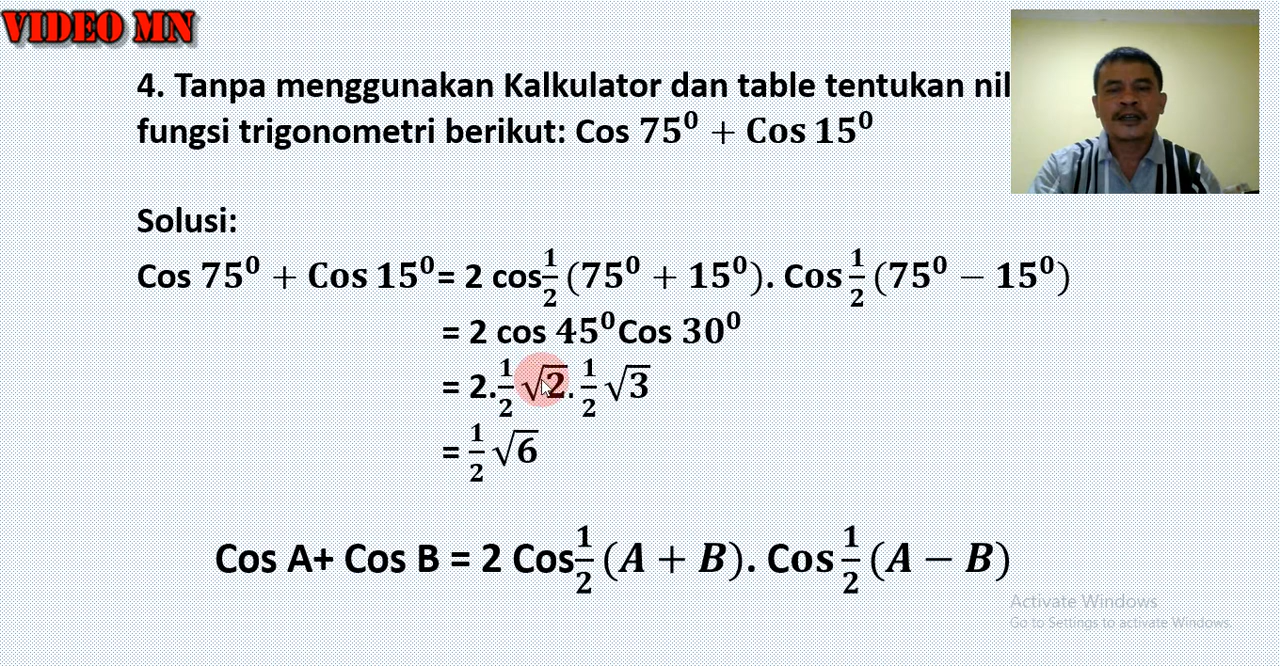 VIDEO MN
4. Tanpa menggunakan Kalkulator dan table tentukan
fungsi trigonometri berikut: Cos 75⁰ + Cos 15⁰
Solusi:
Cos 75⁰ + Cos 15⁰= 2 cos ½ (75⁰ + 15⁰). Cos ½ (75⁰ − 15⁰)
= 2 cos 45⁰Cos 30⁰
= 2. ½ √2. ½ √3
= ½ √6
Cos A+ Cos B = 2 Cos ½ (A + B). Cos ½ (A − B)
Activate Windows
Go to Settings to activate Windows.